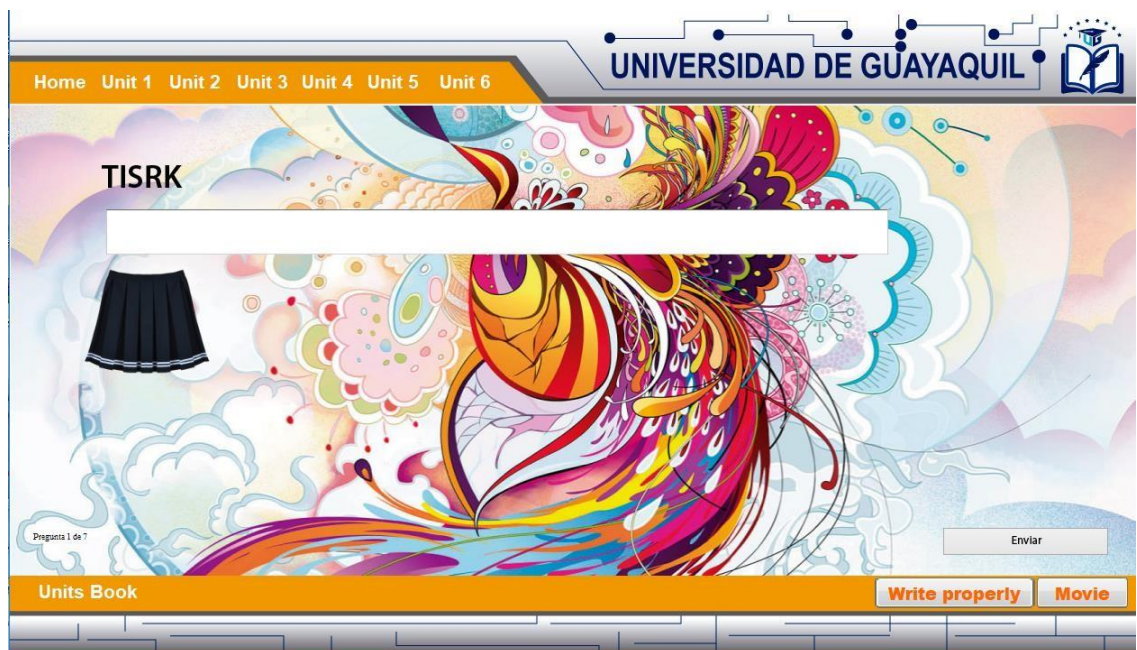 UNIVERSIDAD DE GUAYAQUIL
UG
Home Unit 1 Unit 2 Unit 3 Unit 4 Unit 5 Unit 6
TISRK
Pregunta 1 de 7
Enviar
Units Book Write properly Movie